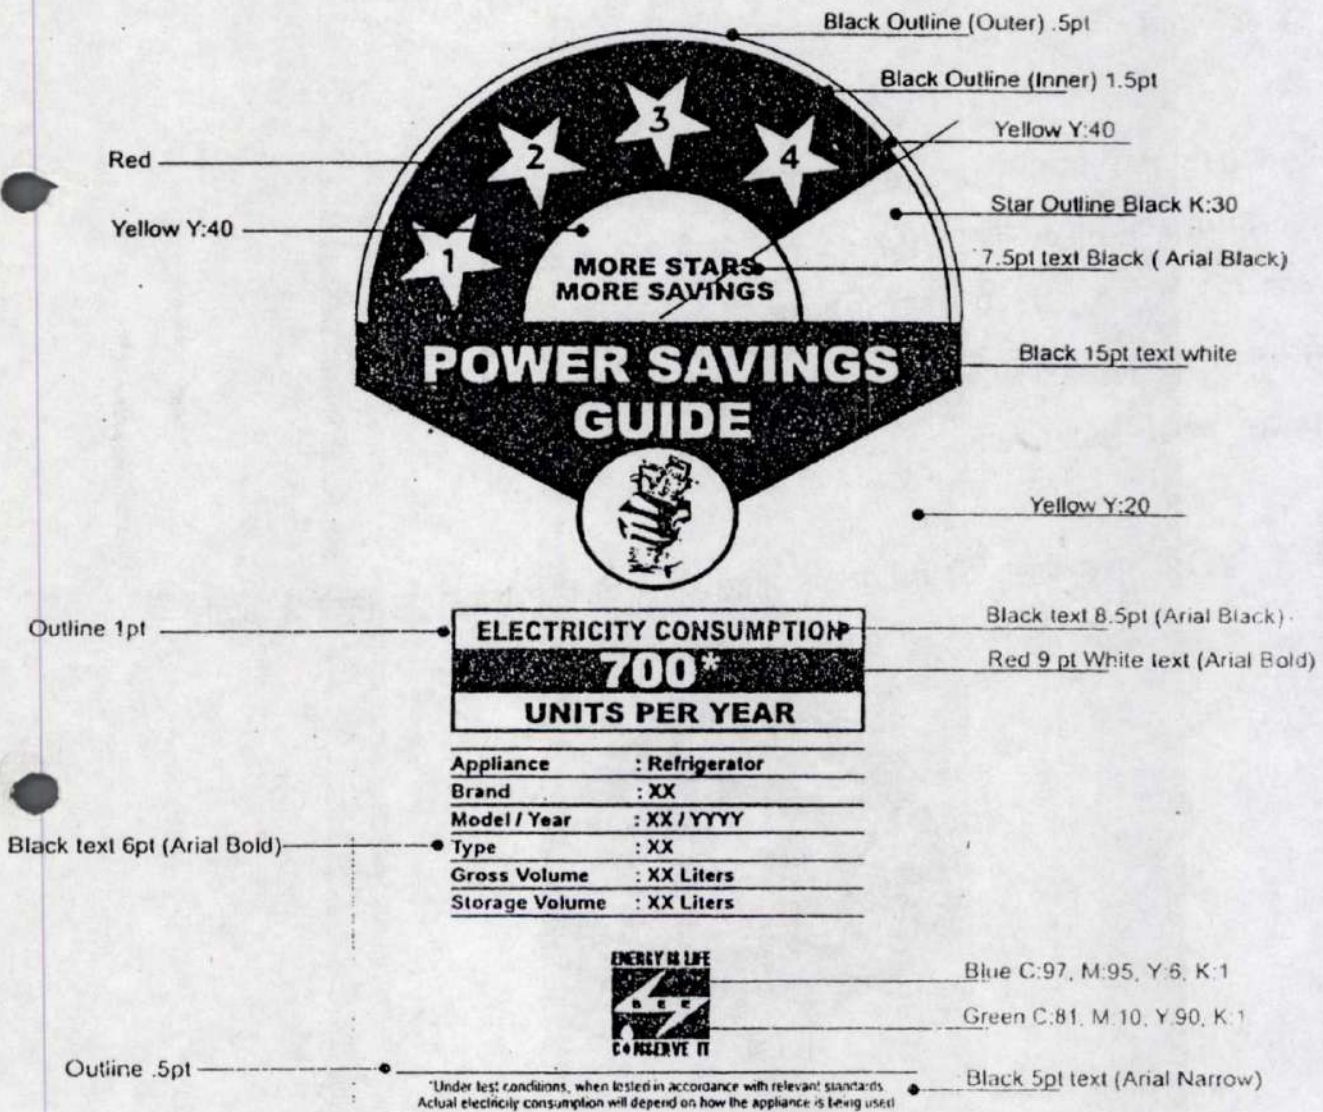 Black Outline (Outer) .5pt
Black Outline (Inner) 1.5pt
Yellow Y:40
Red
Star Outline Black K:30
Yellow Y:40
7.5pt text Black ( Arial Black)
1
2
3
4
MORE STARS
MORE SAVINGS
POWER SAVINGS
GUIDE
Black 15pt text white
Yellow Y:20
Outline 1pt
ELECTRICITY CONSUMPTION
700*
UNITS PER YEAR
Black text 8.5pt (Arial Black)
Red 9 pt White text (Arial Bold)
Appliance : Refrigerator
Brand : XX
Model / Year : XX / YYYY
Type : XX
Gross Volume : XX Liters
Storage Volume : XX Liters
Black text 6pt (Arial Bold)
ENERGY IS LIFE
BEE
CONSERVE IT
Blue C:97, M:95, Y:6, K:1
Green C:81, M.10, Y.90, K:1
Outline .5pt
*Under test conditions, when tested in accordance with relevant standards
Actual electricity consumption will depend on how the appliance is being used
Black 5pt text (Arial Narrow)